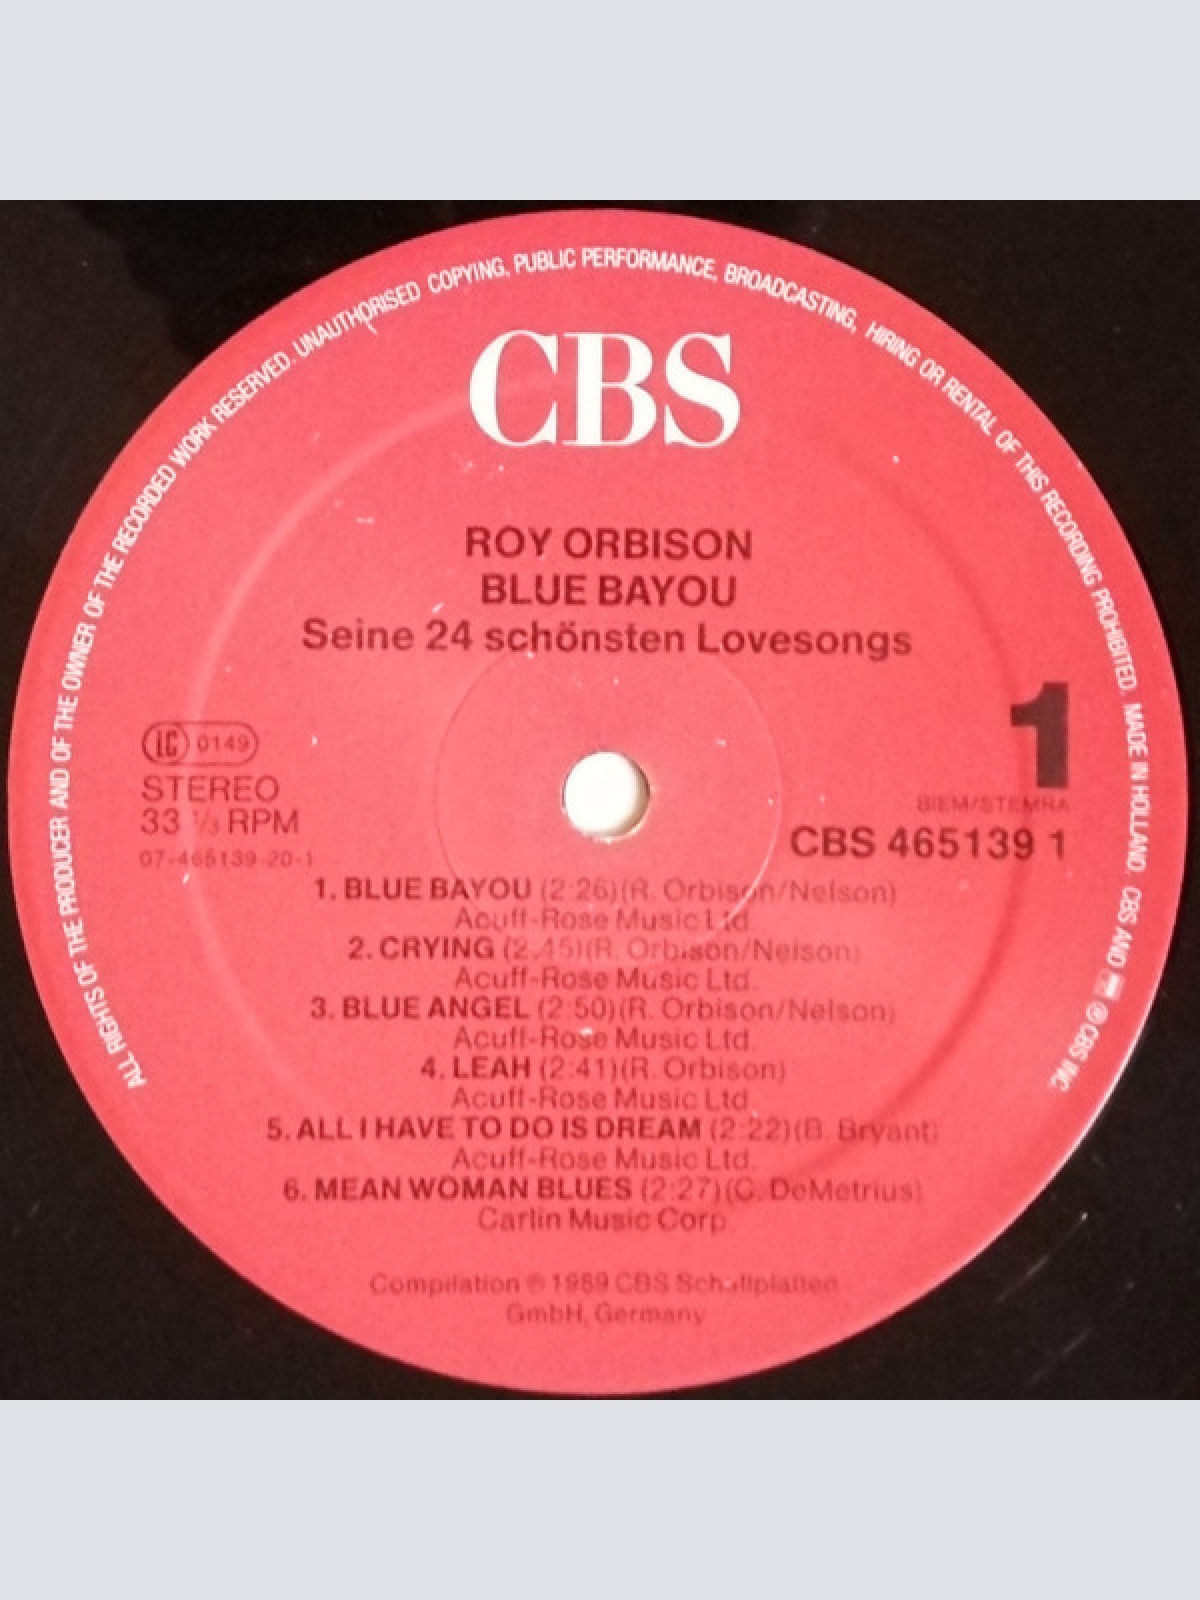 ALL RIGHTS OF THE PRODUCER AND OF THE OWNER OF THE RECORDED WORK RESERVED. UNAUTHORISED COPYING, PUBLIC PERFORMANCE, BROADCASTING, HIRING OR RENTAL OF THIS RECORDING PROHIBITED. MADE IN HOLLAND. CBS AND ℗ CBS INC.
CBS
ROY ORBISON
BLUE BAYOU
Seine 24 schönsten Lovesongs
1
LC 0149
STEREO
33 ⅓ RPM
07-465139-20-1
BIEM/STEMRA
CBS 465139 1
1. BLUE BAYOU (2:26)(R. Orbison/Nelson)
Acuff-Rose Music Ltd.
2. CRYING (2:45)(R. Orbison/Nelson)
Acuff-Rose Music Ltd.
3. BLUE ANGEL (2:50)(R. Orbison/Nelson)
Acuff-Rose Music Ltd.
4. LEAH (2:41)(R. Orbison)
Acuff-Rose Music Ltd.
5. ALL I HAVE TO DO IS DREAM (2:22)(B. Bryant)
Acuff-Rose Music Ltd.
6. MEAN WOMAN BLUES (2:27)(C. DeMetrius)
Carlin Music Corp.
Compilation ℗ 1989 CBS Schallplatten
GmbH, Germany